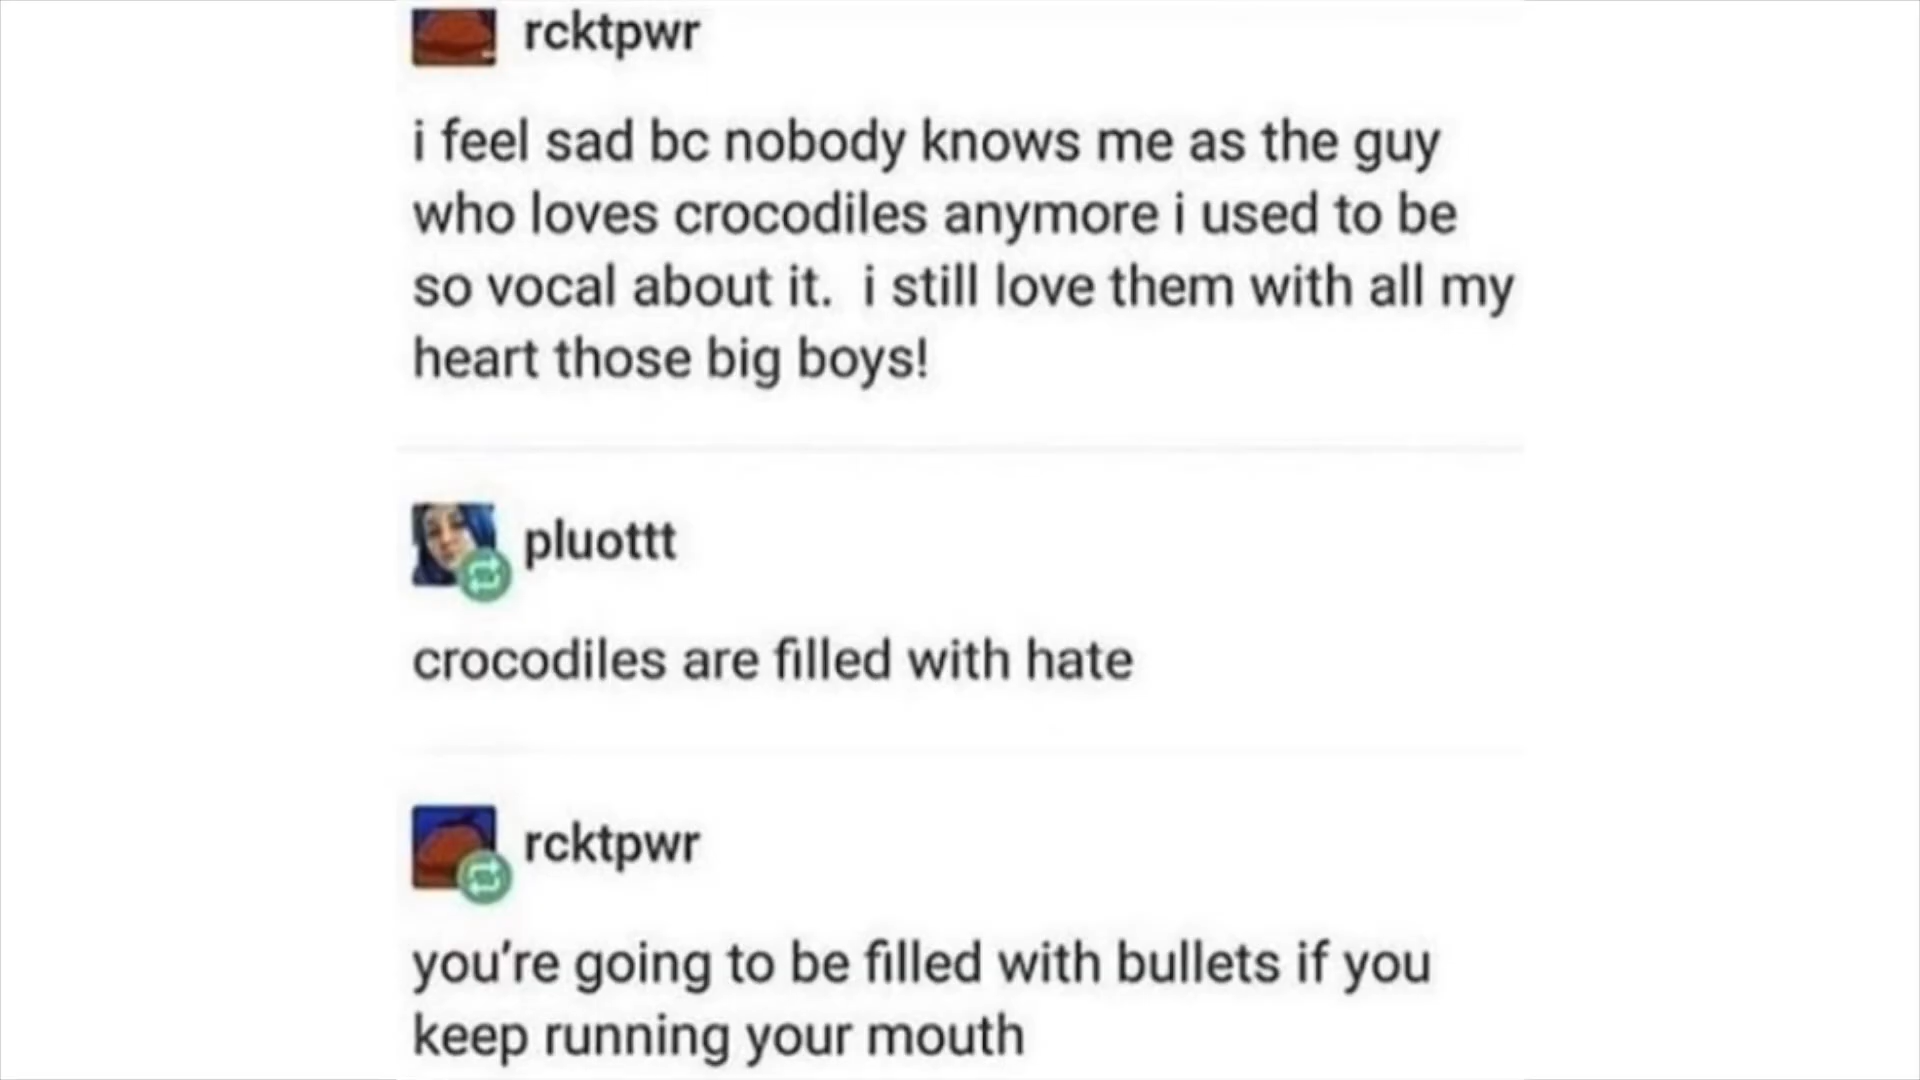 rcktpwr
i feel sad bc nobody knows me as the guy
who loves crocodiles anymore i used to be
so vocal about it.  i still love them with all my
heart those big boys!
pluottt
crocodiles are filled with hate
rcktpwr
you're going to be filled with bullets if you
keep running your mouth